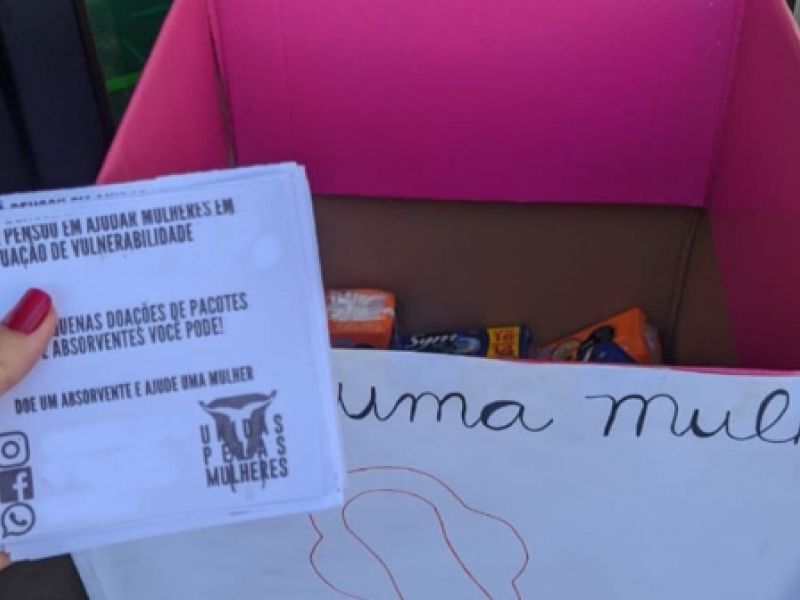 PENSOU EM AJUDAR MULHERES EM
UAÇÃO DE VULNERABILIDADE
UENAS DOAÇÕES DE PACOTES
E ABSORVENTES VOCÊ PODE!
DOE UM ABSORVENTE E AJUDE UMA MULHER
UNIDAS
PELAS
MULHERES
Sym
uma mulh